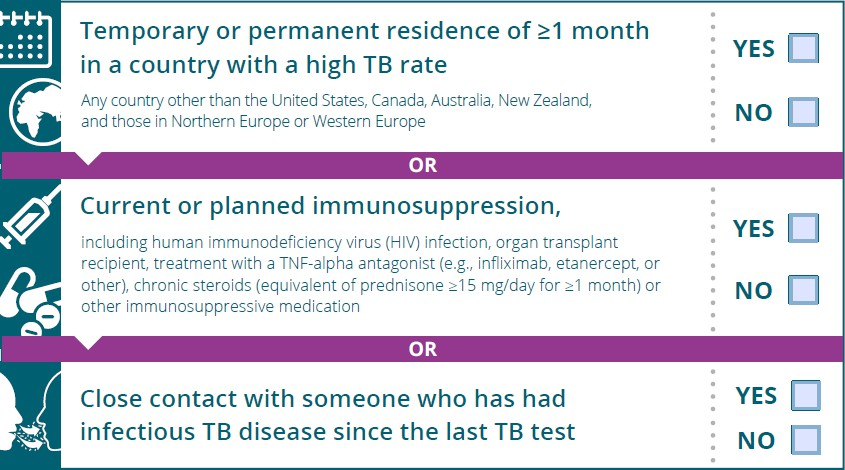 Temporary or permanent residence of ≥1 month
in a country with a high TB rate
Any country other than the United States, Canada, Australia, New Zealand,
and those in Northern Europe or Western Europe
YES
NO
OR
Current or planned immunosuppression,
including human immunodeficiency virus (HIV) infection, organ transplant
recipient, treatment with a TNF-alpha antagonist (e.g., infliximab, etanercept, or
other), chronic steroids (equivalent of prednisone ≥15 mg/day for ≥1 month) or
other immunosuppressive medication
YES
NO
OR
Close contact with someone who has had
infectious TB disease since the last TB test
YES
NO